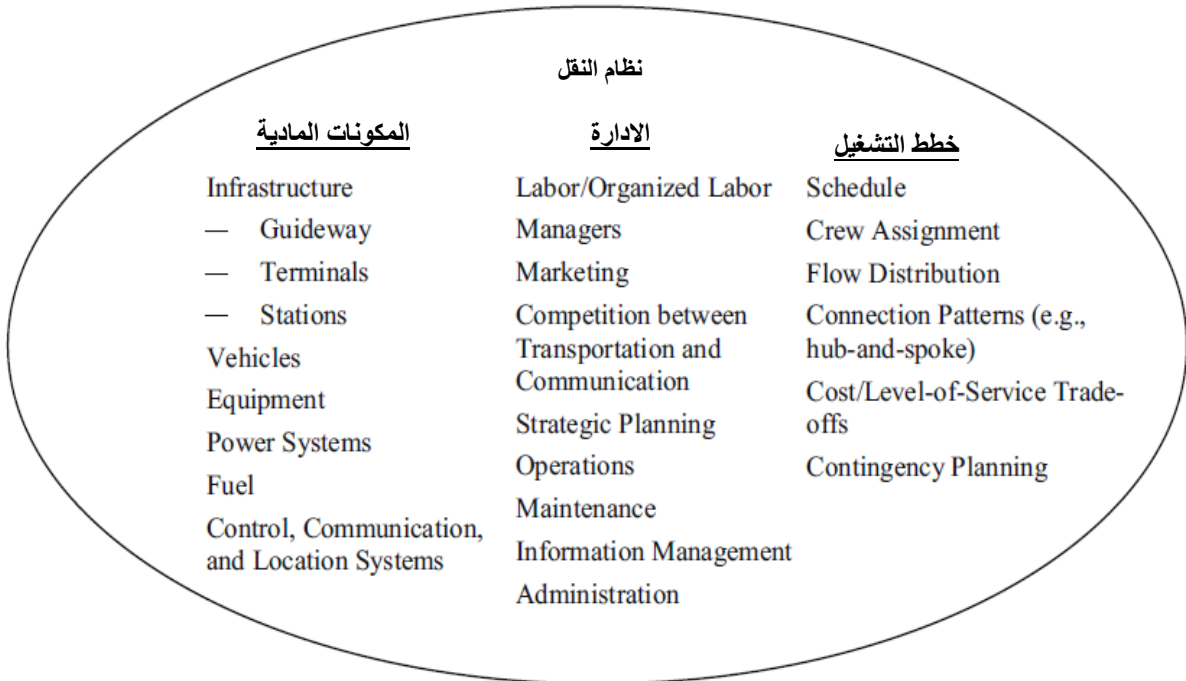 نظام النقل
المكونات المادية
Infrastructure
— Guideway
— Terminals
— Stations
Vehicles
Equipment
Power Systems
Fuel
Control, Communication,
and Location Systems
الادارة
Labor/Organized Labor
Managers
Marketing
Competition between
Transportation and
Communication
Strategic Planning
Operations
Maintenance
Information Management
Administration
خطط التشغيل
Schedule
Crew Assignment
Flow Distribution
Connection Patterns (e.g.,
hub-and-spoke)
Cost/Level-of-Service Trade-
offs
Contingency Planning